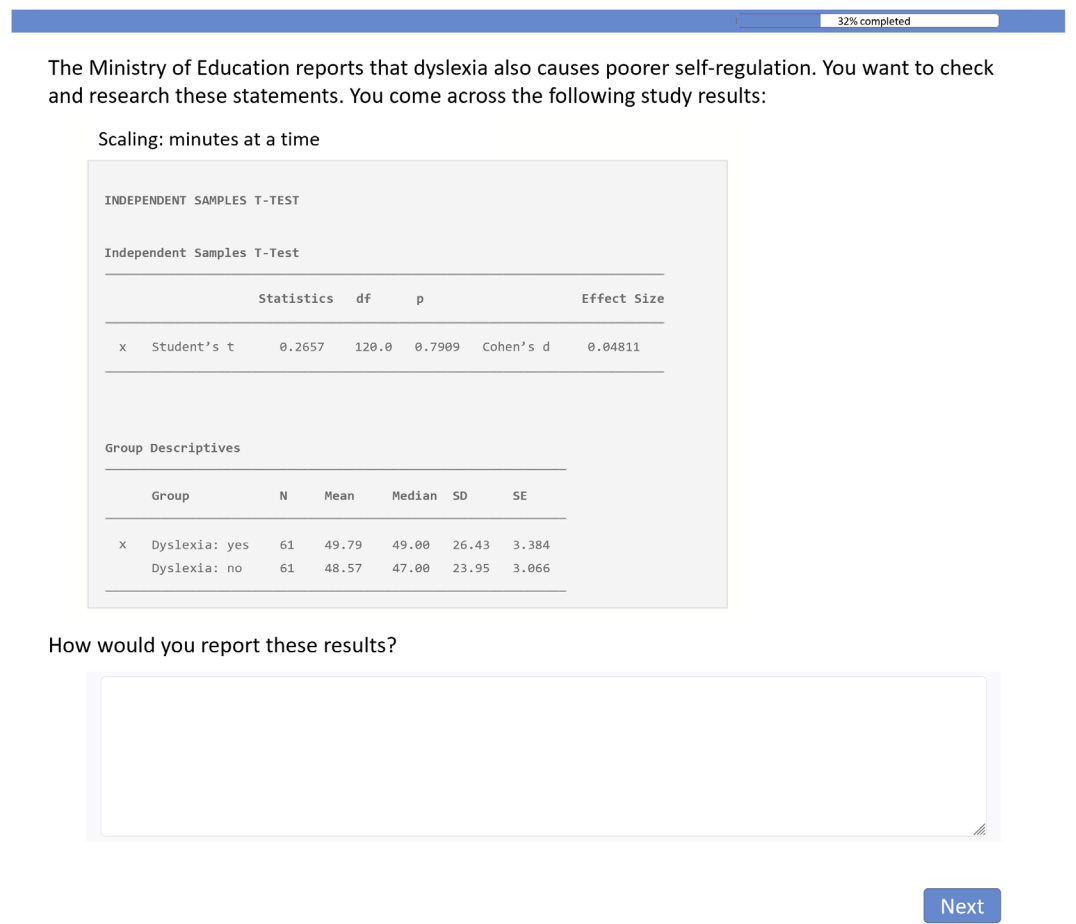 32% completed
The Ministry of Education reports that dyslexia also causes poorer self-regulation. You want to check
and research these statements. You come across the following study results:
Scaling: minutes at a time
INDEPENDENT SAMPLES T-TEST
Independent Samples T-Test
Statistics df p Effect Size
x Student’s t 0.2657 120.0 0.7909 Cohen’s d 0.04811
Group Descriptives
Group N Mean Median SD SE
x Dyslexia: yes 61 49.79 49.00 26.43 3.384
Dyslexia: no 61 48.57 47.00 23.95 3.066
How would you report these results?
Next